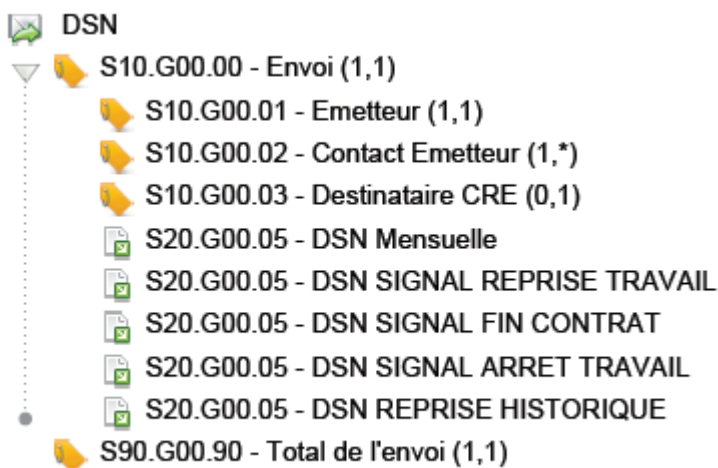 DSN
S10.G00.00 - Envoi (1,1)
S10.G00.01 - Emetteur (1,1)
S10.G00.02 - Contact Emetteur (1,*)
S10.G00.03 - Destinataire CRE (0,1)
S20.G00.05 - DSN Mensuelle
S20.G00.05 - DSN SIGNAL REPRISE TRAVAIL
S20.G00.05 - DSN SIGNAL FIN CONTRAT
S20.G00.05 - DSN SIGNAL ARRET TRAVAIL
S20.G00.05 - DSN REPRISE HISTORIQUE
S90.G00.90 - Total de l'envoi (1,1)